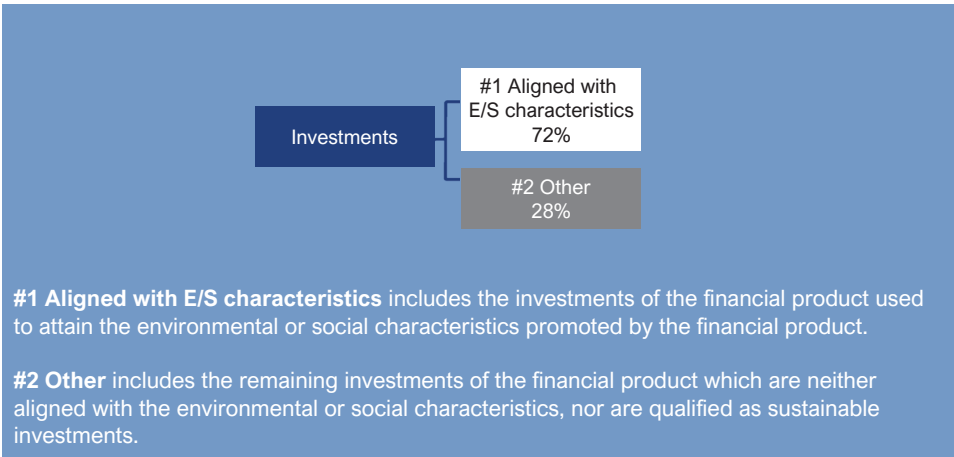 Investments
#1 Aligned with
E/S characteristics
72%
#2 Other
28%
#1 Aligned with E/S characteristics includes the investments of the financial product used
to attain the environmental or social characteristics promoted by the financial product.
#2 Other includes the remaining investments of the financial product which are neither
aligned with the environmental or social characteristics, nor are qualified as sustainable
investments.